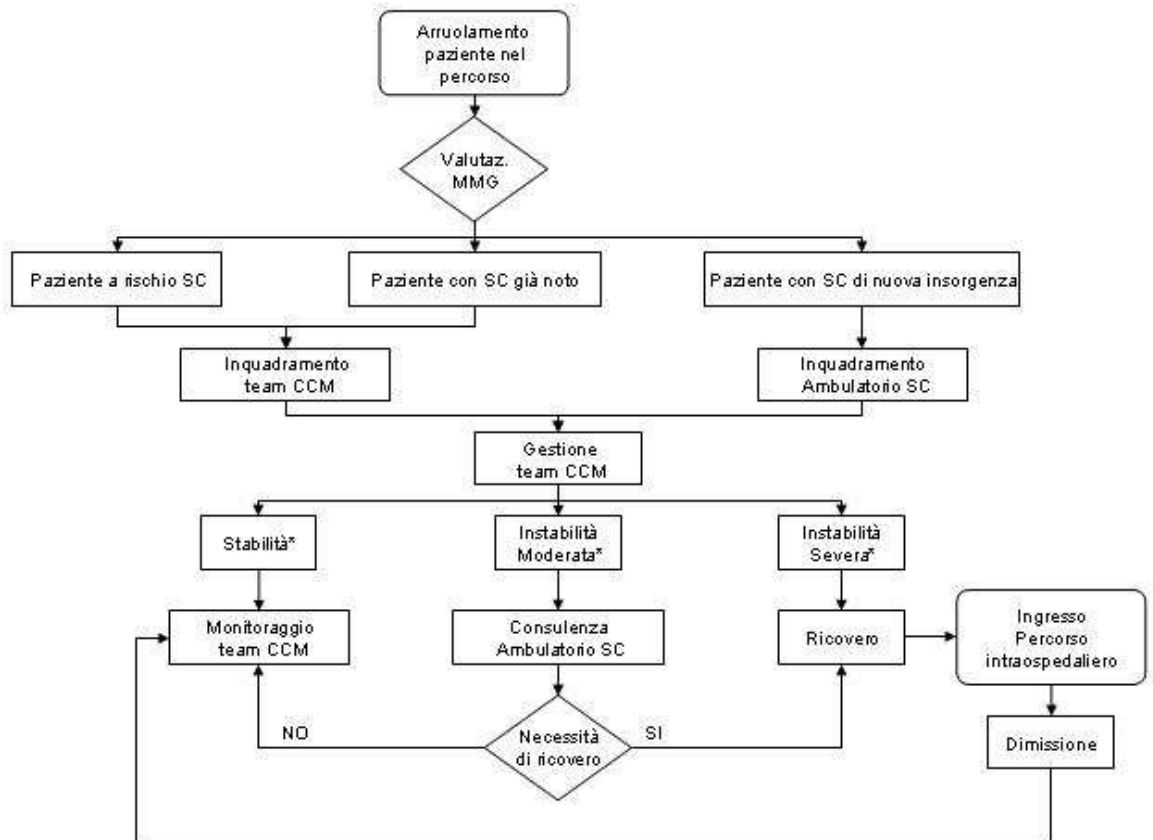 Arruolamento
paziente nel
percorso
Valutaz.
MMG
Paziente a rischio SC
Paziente con SC già noto
Paziente con SC di nuova insorgenza
Inquadramento
team CCM
Inquadramento
Ambulatorio SC
Gestione
team CCM
Stabilità*
Instabilità
Moderata*
Instabilità
Severa*
Monitoraggio
team CCM
Consulenza
Ambulatorio SC
Ricovero
Ingresso
Percorso
intraospedaliero
NO
Necessità
di ricovero
SI
Dimissione